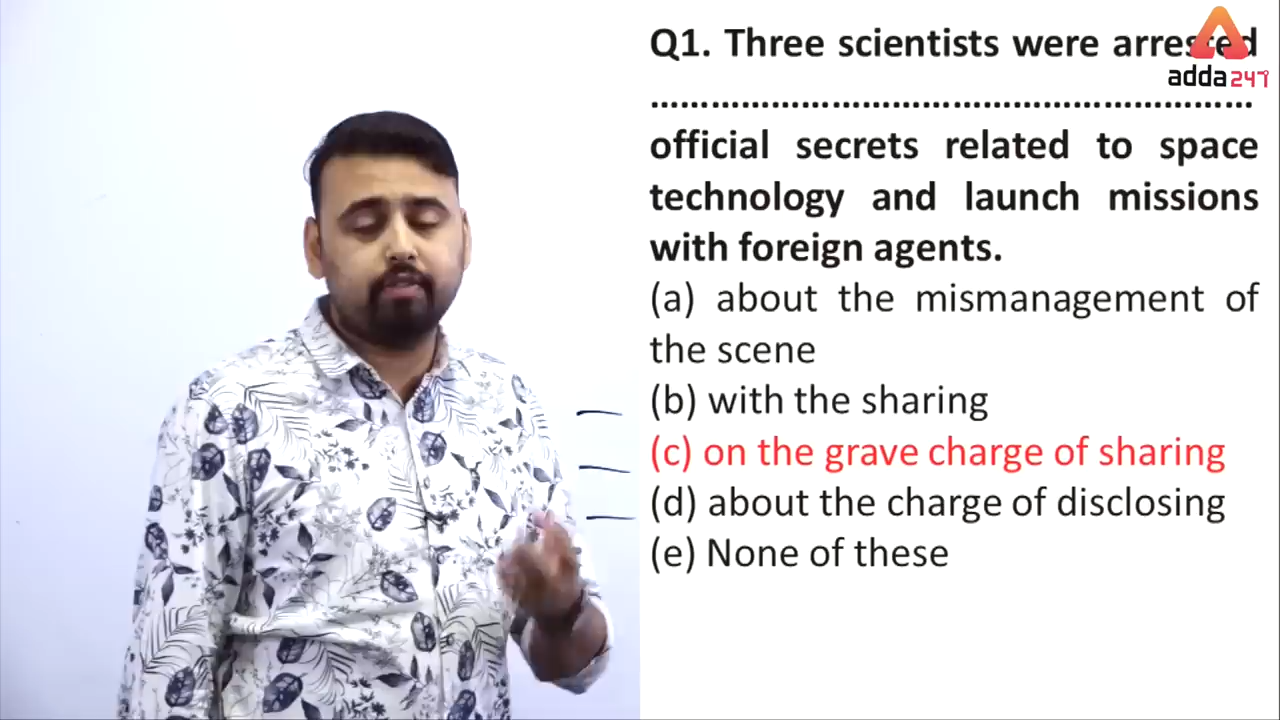 Q1. Three scientists were arrested
adda247
........................................................
official secrets related to space
technology and launch missions
with foreign agents.
(a) about the mismanagement of
the scene
(b) with the sharing
(c) on the grave charge of sharing
(d) about the charge of disclosing
(e) None of these